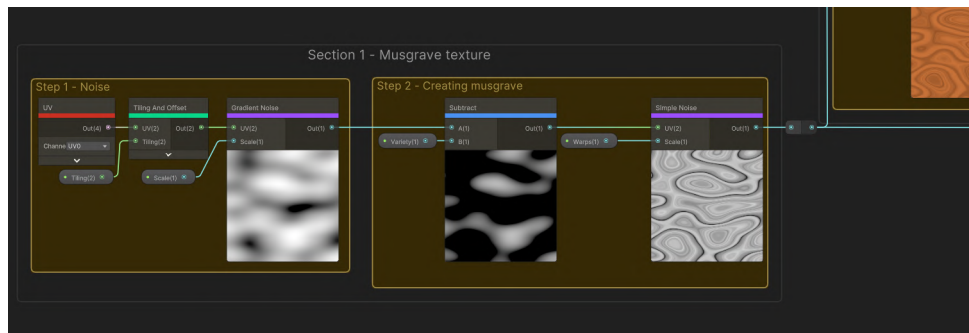 Section 1 - Musgrave texture
Step 1 - Noise
UV
Out(4)
Channe UV0
Tiling(2)
Tiling And Offset
UV(2)
Out(2)
Tiling(2)
Scale(1)
Gradient Noise
UV(2)
Out(1)
Scale(1)
Step 2 - Creating musgrave
Variety(1)
Subtract
A(1)
Out(1)
B(1)
Warps(1)
Simple Noise
UV(2)
Out(1)
Scale(1)